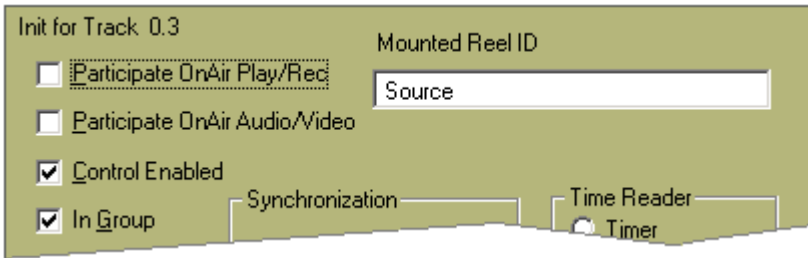 Init for Track 0.3
Mounted Reel ID
Participate OnAir Play/Rec
Source
Participate OnAir Audio/Video
Control Enabled
Synchronization
Time Reader
In Group
Timer